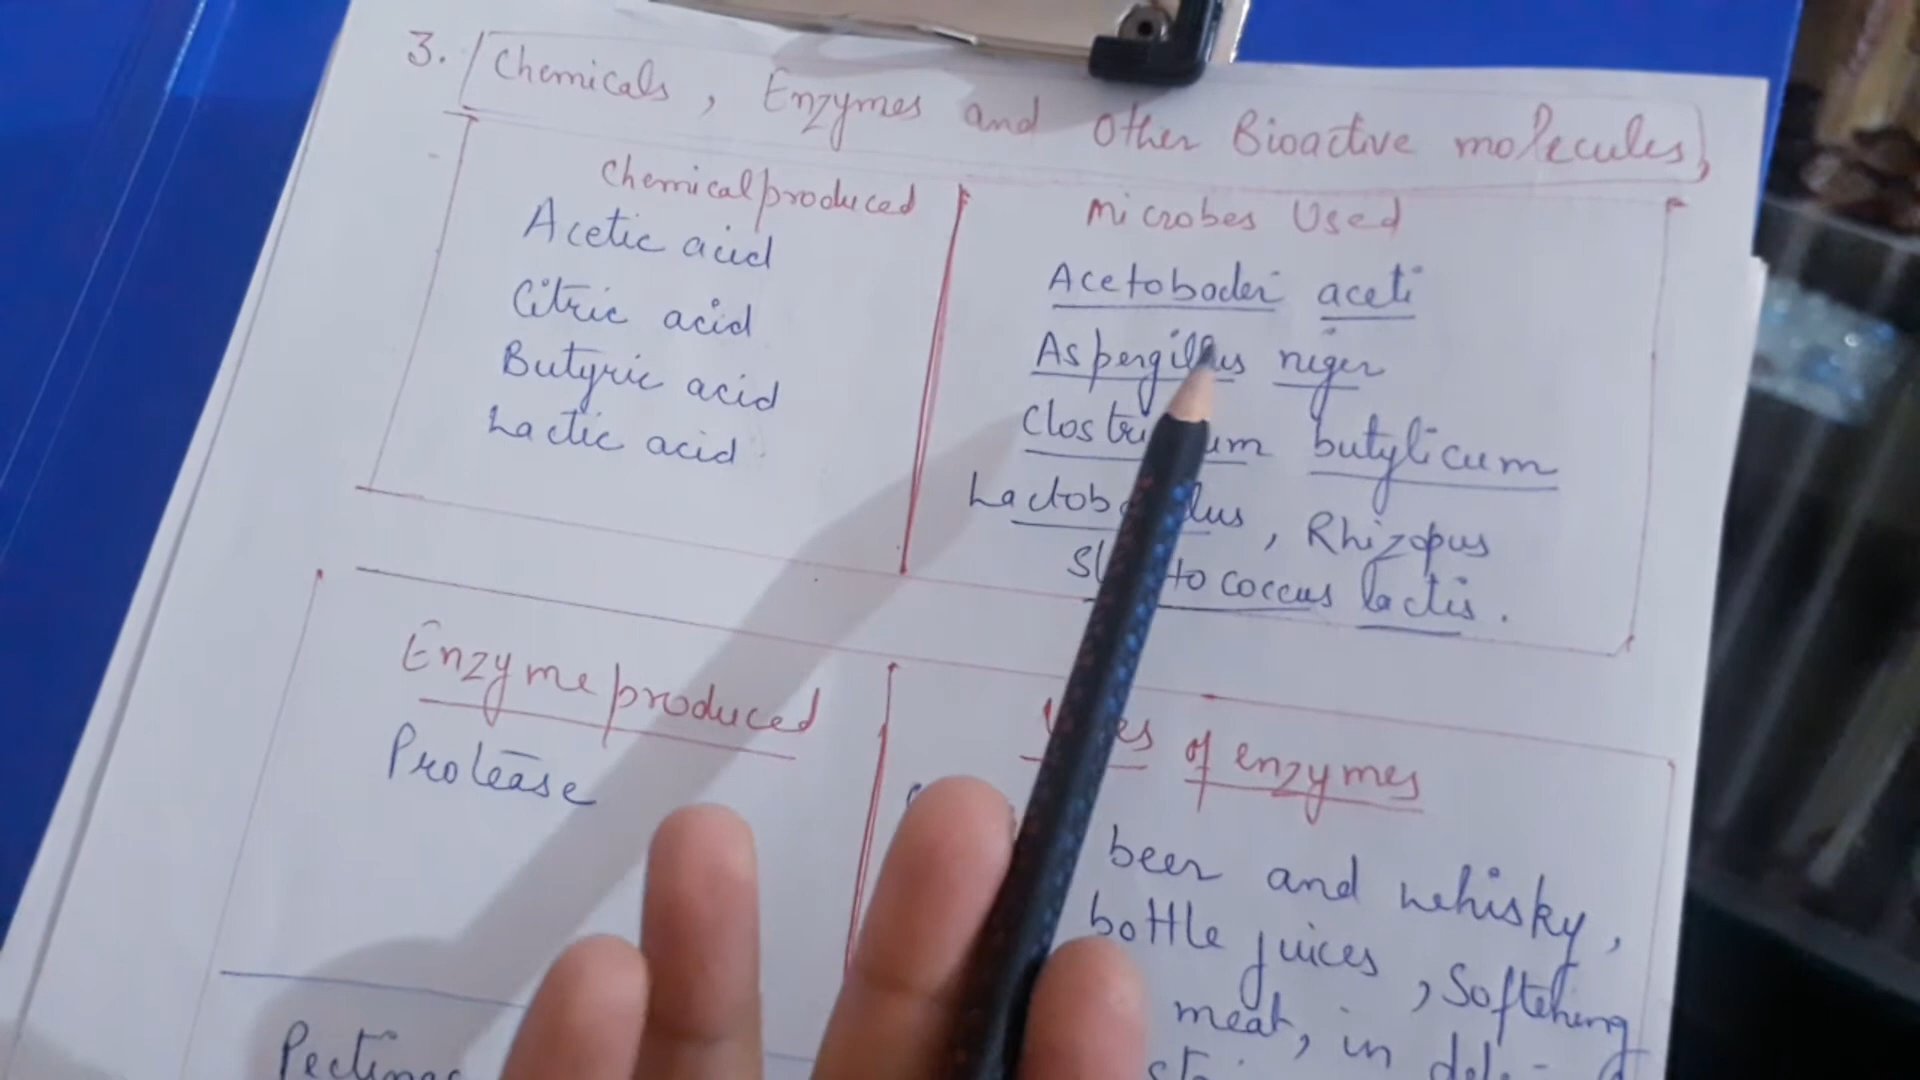 3. Chemicals, Enzymes and Other Bioactive molecules,
Chemical produced
Microbes Used
Acetic acid
Acetobacter aceti
Citric acid
Aspergillus niger
Butyric acid
butylicum
Lactic acid
, Rhizopus
lactis.
Enzyme produced
of enzymes
Protease
beer and whisky,
bottle juices, Softening
meat, in